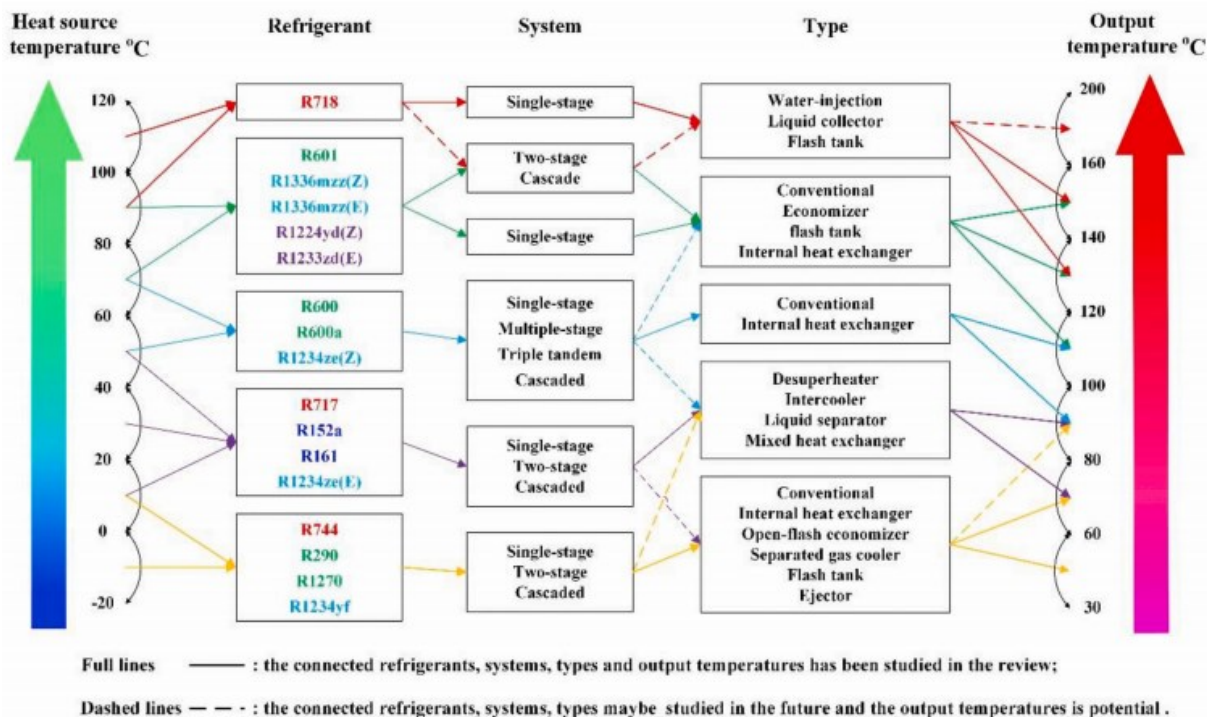 Heat source
temperature °C
Refrigerant
System
Type
Output
temperature °C
120
100
80
60
40
20
0
-20
R718
R601
R1336mzz(Z)
R1336mzz(E)
R1224yd(Z)
R1233zd(E)
R600
R600a
R1234ze(Z)
R717
R152a
R161
R1234ze(E)
R744
R290
R1270
R1234yf
Single-stage
Two-stage
Cascade
Single-stage
Single-stage
Multiple-stage
Triple tandem
Cascaded
Single-stage
Two-stage
Cascaded
Single-stage
Two-stage
Cascaded
Water-injection
Liquid collector
Flash tank
Conventional
Economizer
flash tank
Internal heat exchanger
Conventional
Internal heat exchanger
Desuperheater
Intercooler
Liquid separator
Mixed heat exchanger
Conventional
Internal heat exchanger
Open-flash economizer
Separated gas cooler
Flash tank
Ejector
200
160
140
120
100
80
60
30
Full lines : the connected refrigerants, systems, types and output temperatures has been studied in the review;
Dashed lines : the connected refrigerants, systems, types maybe studied in the future and the output temperatures is potential .